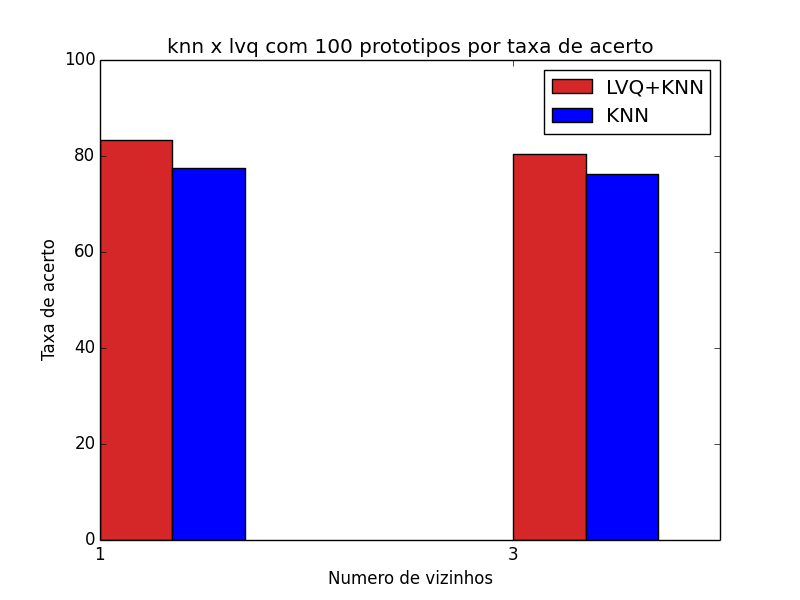 knn x lvq com 100 prototipos por taxa de acerto
100
80
60
40
20
0
Taxa de acerto
LVQ+KNN
KNN
1
3
Numero de vizinhos